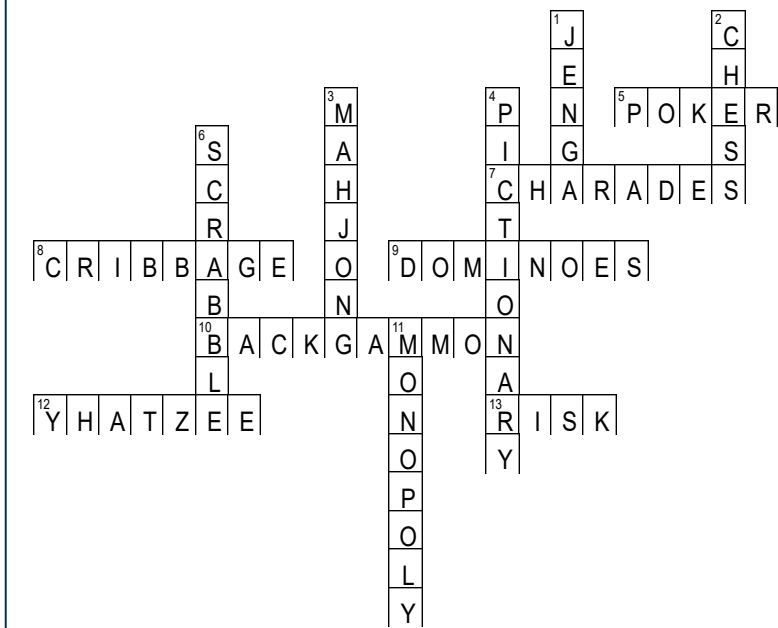 1 JENGA
2 CHESS
3 MAHJONG
4 PICTIONARY
5 POKER
6 SCRABBLE
7 CHARADES
8 CRIBBAGE
9 DOMINOES
10 BACKGAMMON
11 MONOPOLY
12 YHATZEE
13 RISK